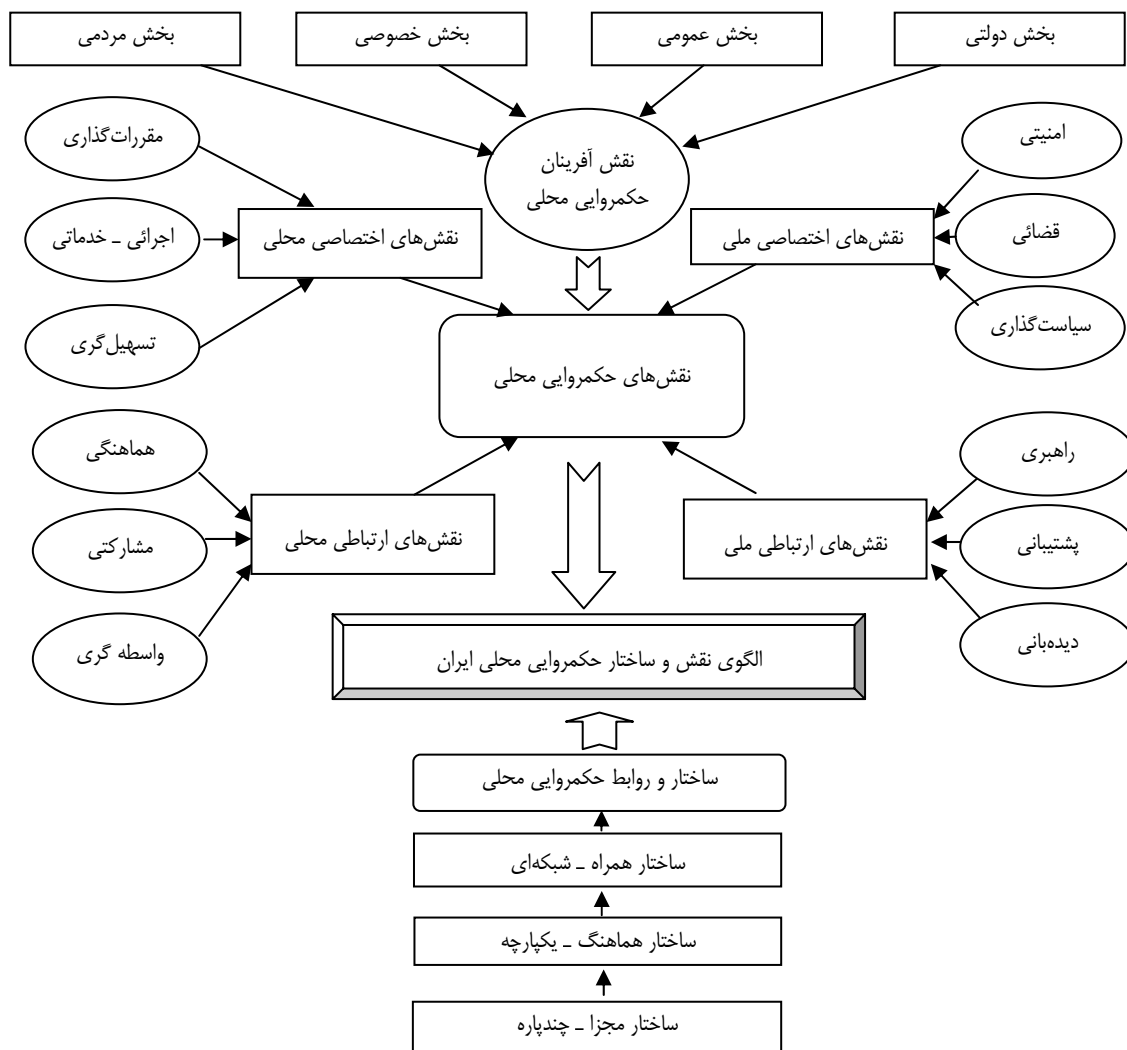 بخش دولتی
بخش عمومی
بخش خصوصی
بخش مردمی
نقش آفرینان
حکمروایی محلی
امنیتی
قضائی
سیاست‌گذاری
نقش‌های اختصاصی ملی
مقررات‌گذاری
اجرائی ـ خدماتی
تسهیل‌گری
نقش‌های اختصاصی محلی
نقش‌های حکمروایی محلی
راهبری
پشتیبانی
دیده‌بانی
نقش‌های ارتباطی ملی
هماهنگی
مشارکتی
واسطه گری
نقش‌های ارتباطی محلی
الگوی نقش و ساختار حکمروایی محلی ایران
ساختار و روابط حکمروایی محلی
ساختار همراه ـ شبکه‌ای
ساختار هماهنگ ـ یکپارچه
ساختار مجزا ـ چندپاره